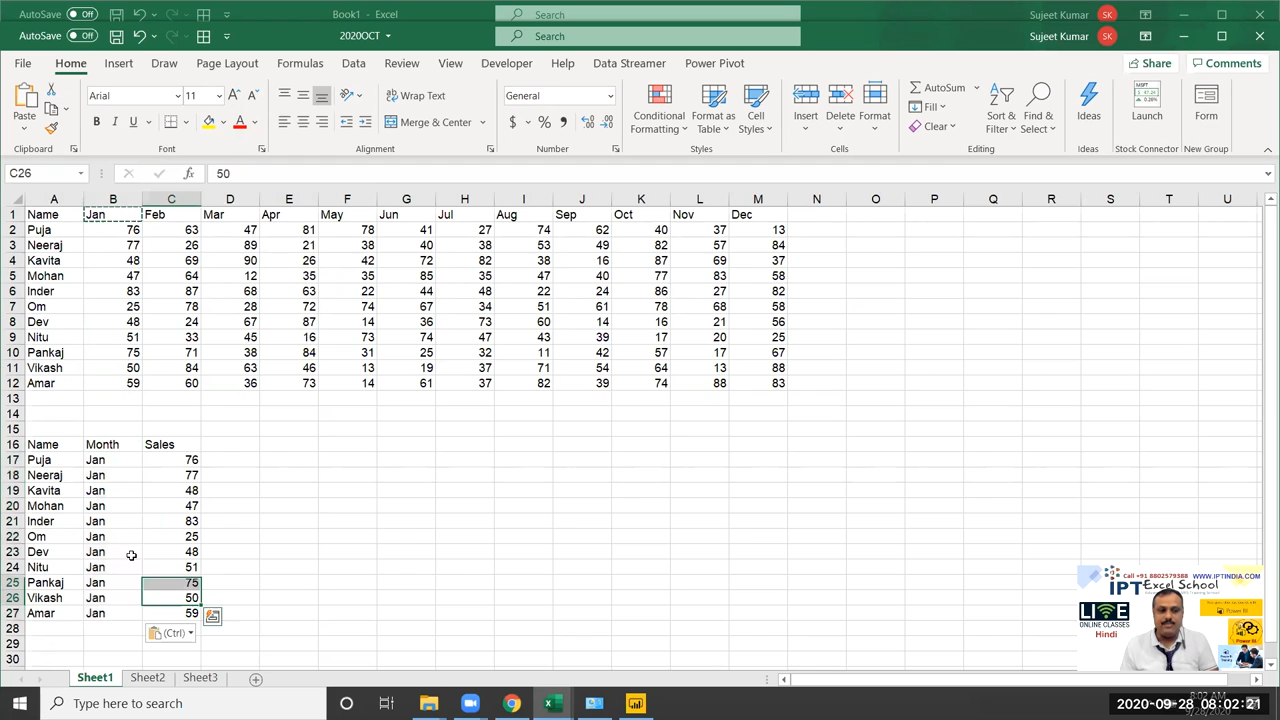 AutoSave Off Book1 - Excel Search Sujeet Kumar SK
AutoSave Off 2020OCT Search Sujeet Kumar SK
File Home Insert Draw Page Layout Formulas Data Review View Developer Help Data Streamer Power Pivot Share Comments
Paste Arial 11 A A Wrap Text General Conditional Formatting Format as Table Cell Styles Insert Delete Format AutoSum Fill Clear Sort & Filter Find & Select Ideas MSFT Launch Form
B I U A Merge & Center $ % ,
Clipboard Font Alignment Number Styles Cells Editing Ideas Stock Connector New Group
C26 fx 50
A B C D E F G H I J K L M N O P Q R S T U
1 Name Jan Feb Mar Apr May Jun Jul Aug Sep Oct Nov Dec
2 Puja 76 63 47 81 78 41 27 74 62 40 37 13
3 Neeraj 77 26 89 21 38 40 38 53 49 82 57 84
4 Kavita 48 69 90 26 42 72 82 38 16 87 69 37
5 Mohan 47 64 12 35 35 85 35 47 40 77 83 58
6 Inder 83 87 68 63 22 44 48 22 24 86 27 82
7 Om 25 78 28 72 74 67 34 51 61 78 68 58
8 Dev 48 24 67 87 14 36 73 60 14 16 21 56
9 Nitu 51 33 45 16 73 74 47 43 39 17 20 25
10 Pankaj 75 71 38 84 31 25 32 11 42 57 17 67
11 Vikash 50 84 63 46 13 19 37 71 54 64 13 88
12 Amar 59 60 36 73 14 61 37 82 39 74 88 83
13
14
15
16 Name Month Sales
17 Puja Jan 76
18 Neeraj Jan 77
19 Kavita Jan 48
20 Mohan Jan 47
21 Inder Jan 83
22 Om Jan 25
23 Dev Jan 48
24 Nitu Jan 51
25 Pankaj Jan 75
26 Vikash Jan 50
27 Amar Jan 59
28 (Ctrl)
29
30
Call +91 8802579388 WWW.IPTINDIA.COM
IPT Excel School
LIVE
ONLINE CLASSES
Hindi
Power BI
Sheet1 Sheet2 Sheet3
Type here to search
8:02 AM
2020-09-28 08:02:21